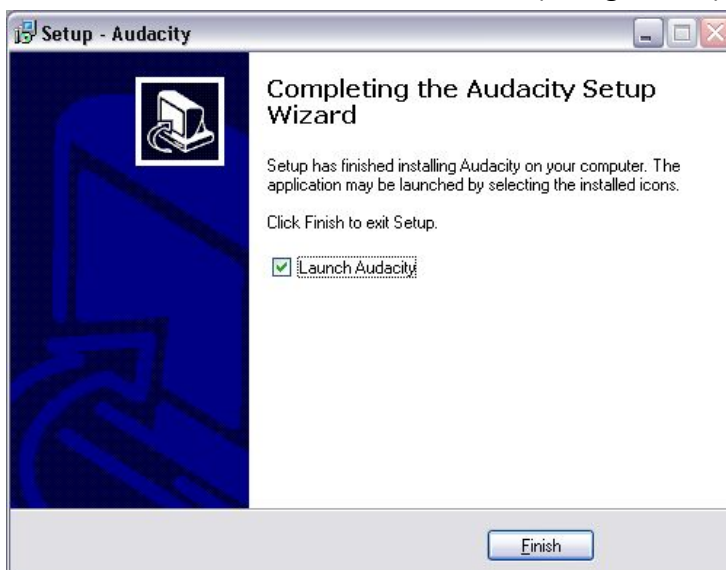 Setup - Audacity
Completing the Audacity Setup
Wizard
Setup has finished installing Audacity on your computer. The
application may be launched by selecting the installed icons.
Click Finish to exit Setup.
Launch Audacity
Finish